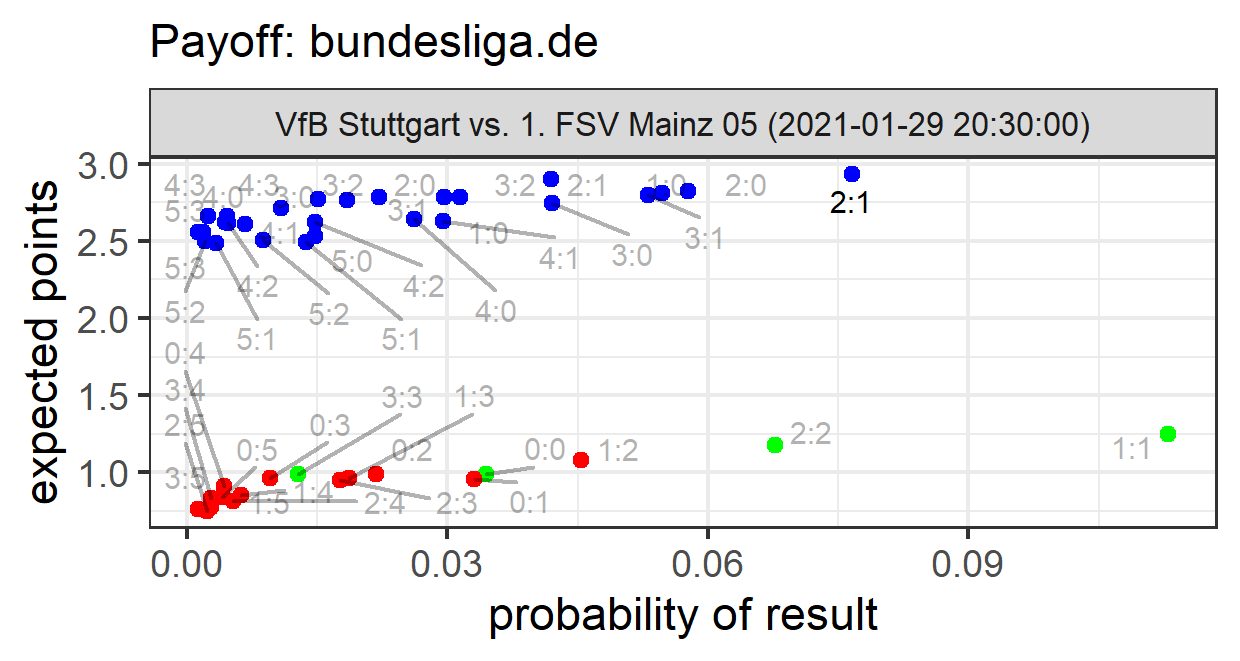 Payoff: bundesliga.de
VfB Stuttgart vs. 1. FSV Mainz 05 (2021-01-29 20:30:00)
expected points
3.0
2.5
2.0
1.5
1.0
4:3 4:3 3:2 2:0 3:2 2:1 1:0 2:0
4:0 3:0
2:1
5:3 3:1
4:1 1:0 3:1
5:3 5:0 4:1 3:0
4:2 4:2
5:2 5:2 4:0
5:1 5:1
0:4
3:4 3:3 1:3
2:5 0:3 2:2
0:5 0:2 0:0 1:2 1:1
3:5
1:4
1:5 2:4 2:3 0:1
0.00 0.03 0.06 0.09
probability of result